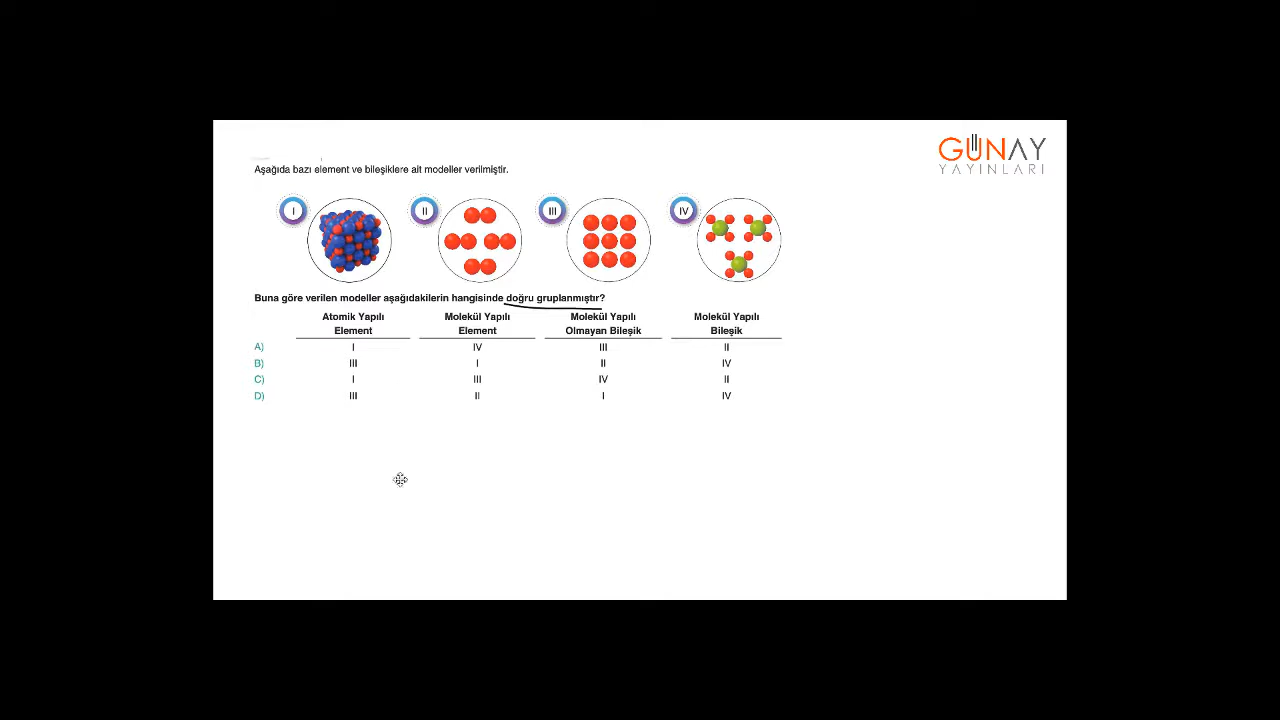 GÜNAY
YAYINLARI
Aşağıda bazı element ve bileşiklere ait modeller verilmiştir.
I II III IV
Buna göre verilen modeller aşağıdakilerin hangisinde doğru gruplanmıştır?
Atomik Yapılı Molekül Yapılı Molekül Yapılı Molekül Yapılı
Element Element Olmayan Bileşik Bileşik
A) I IV III II
B) III I II IV
C) I III IV II
D) III II I IV